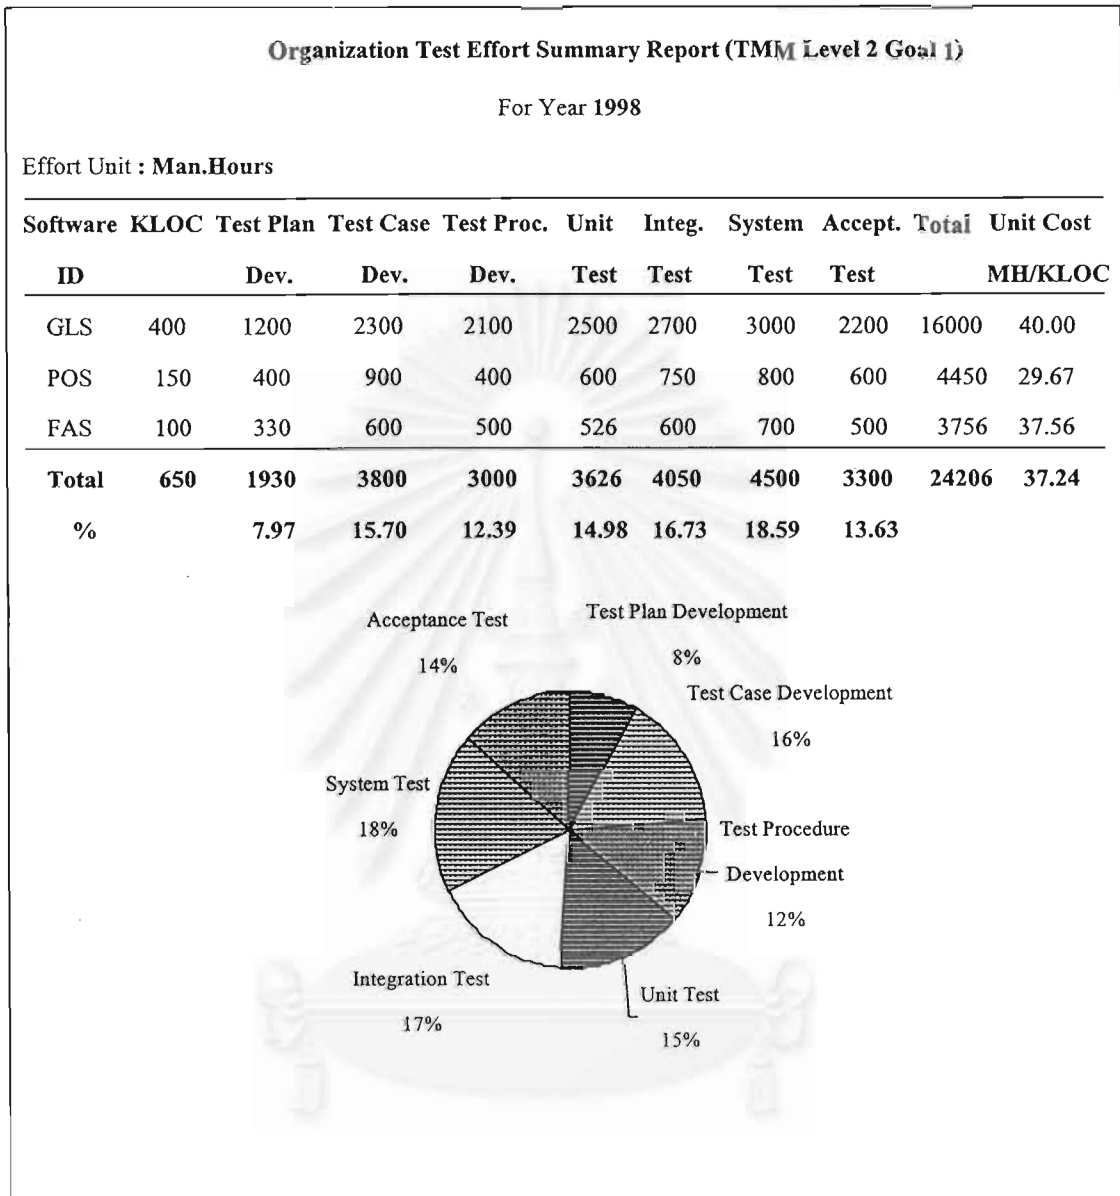 Organization Test Effort Summary Report (TMM Level 2 Goal 1)
For Year 1998
Effort Unit : Man.Hours
Software KLOC Test Plan Test Case Test Proc. Unit Integ. System Accept. Total Unit Cost
ID Dev. Dev. Dev. Test Test Test Test MH/KLOC
GLS 400 1200 2300 2100 2500 2700 3000 2200 16000 40.00
POS 150 400 900 400 600 750 800 600 4450 29.67
FAS 100 330 600 500 526 600 700 500 3756 37.56
Total 650 1930 3800 3000 3626 4050 4500 3300 24206 37.24
% 7.97 15.70 12.39 14.98 16.73 18.59 13.63
Acceptance Test
14%
Test Plan Development
8%
Test Case Development
16%
System Test
18%
Test Procedure
Development
12%
Integration Test
17%
Unit Test
15%